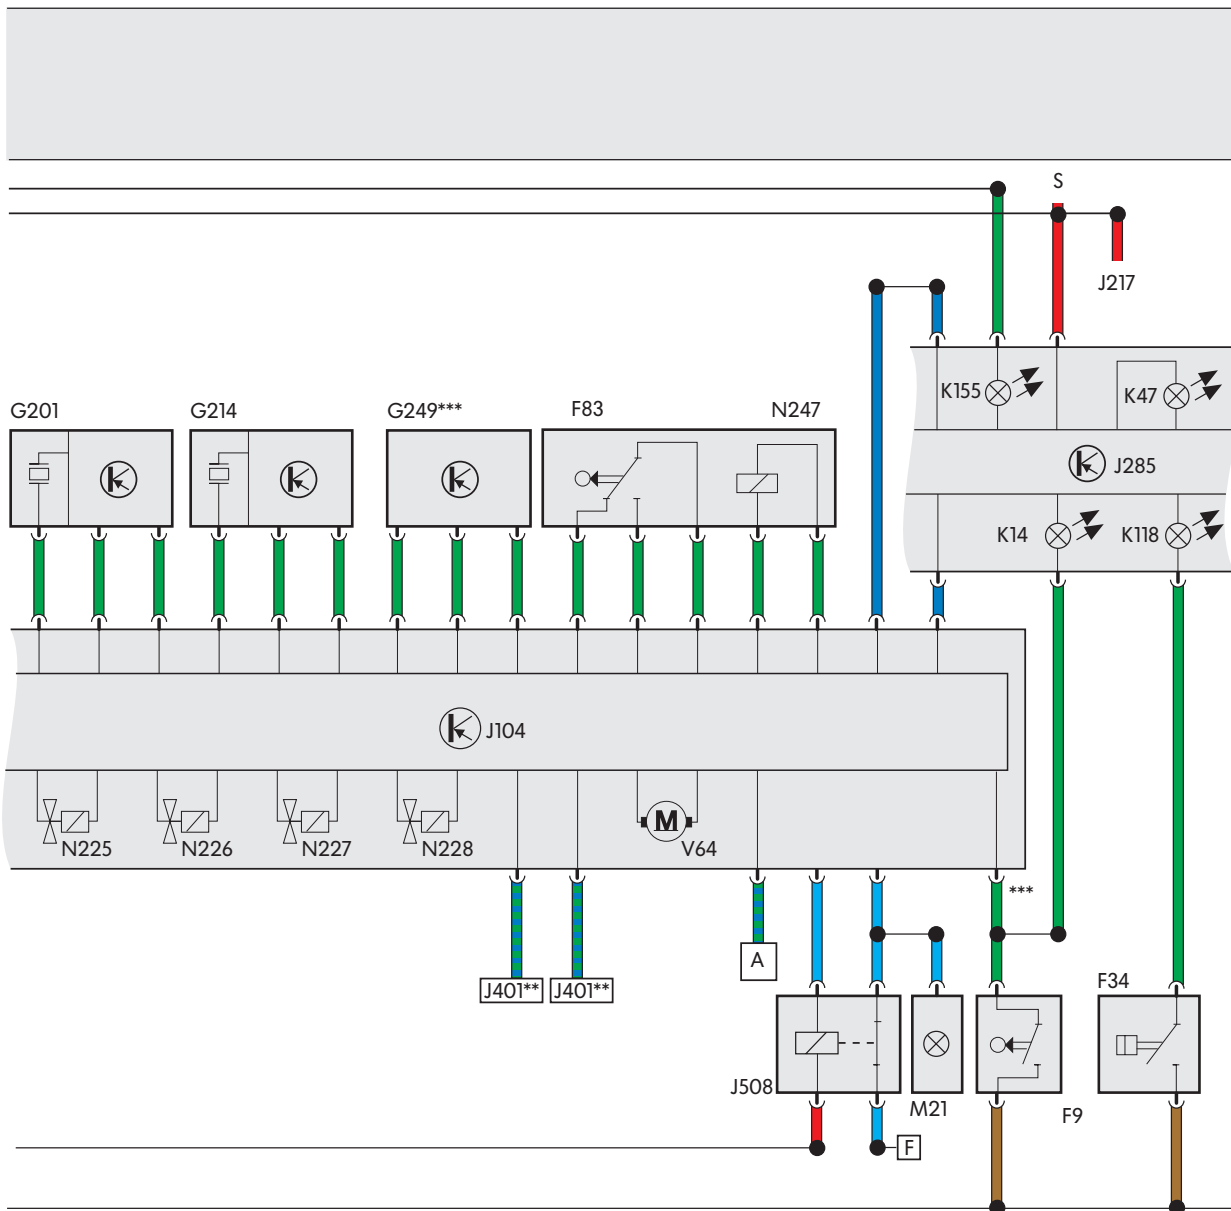 S
J217
K155
K47
G201
G214
G249***
F83
N247
J285
K14
K118
J104
N225
N226
N227
N228
M
V64
***
A
J401**
J401**
F34
J508
M21
F9
F